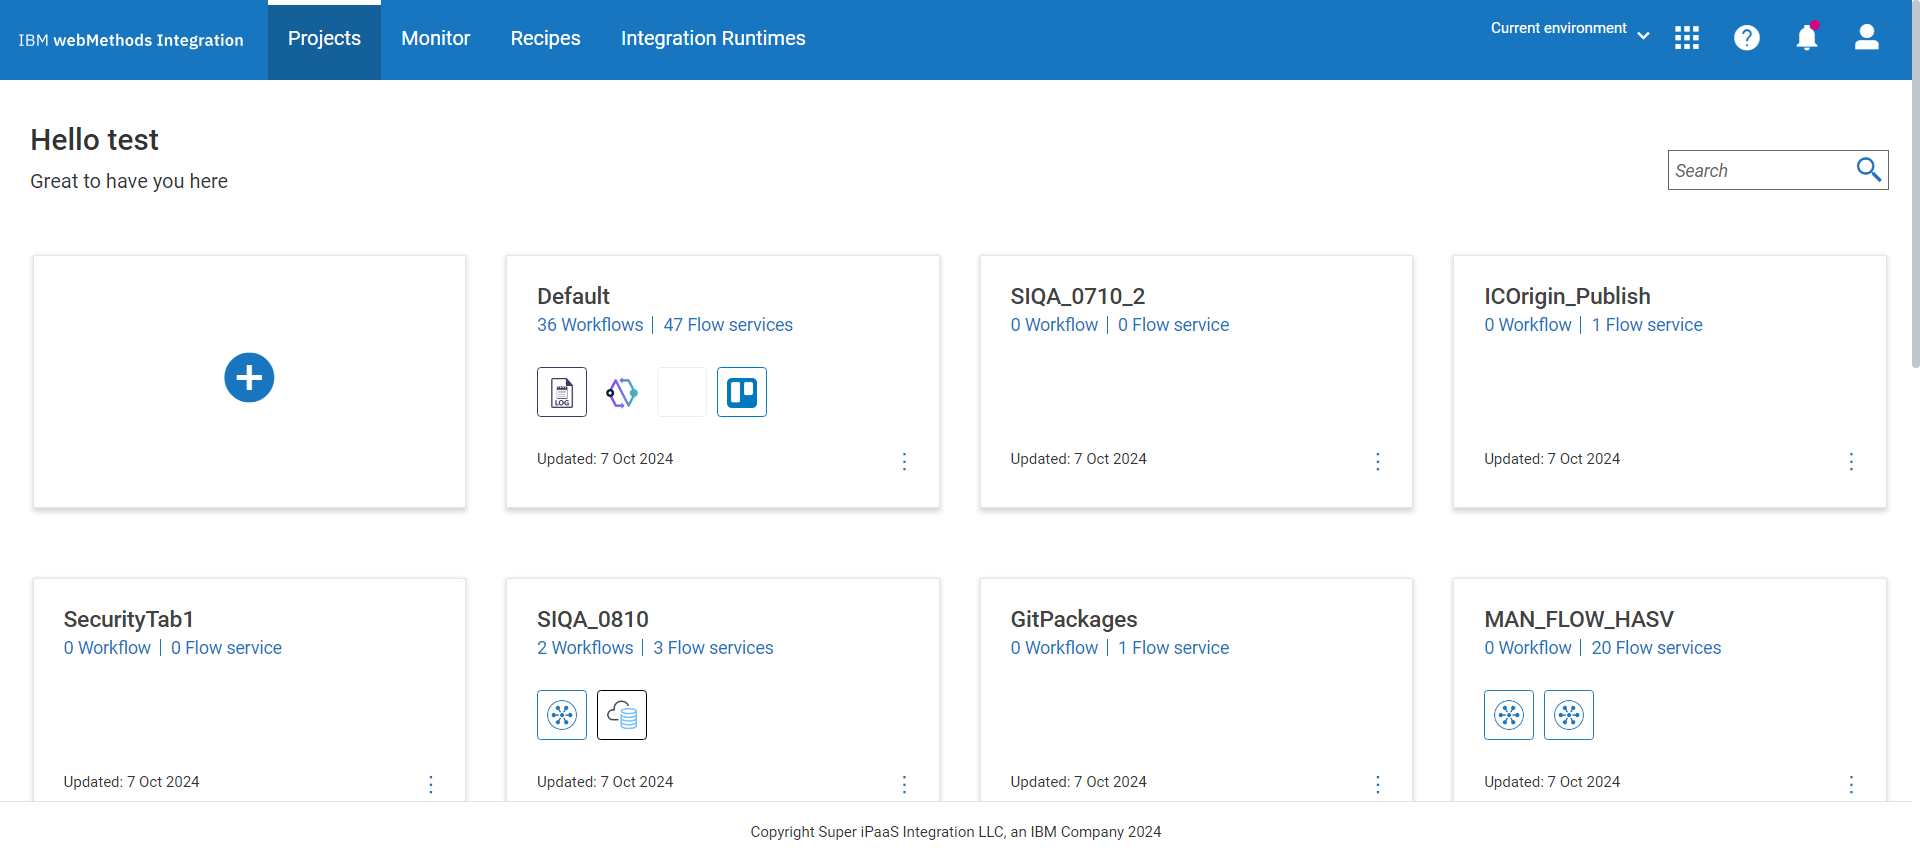 IBM webMethods Integration
Projects
Monitor
Recipes
Integration Runtimes
Current environment
?
Hello test
Great to have you here
Search
Default
36 Workflows | 47 Flow services
LOG
Updated: 7 Oct 2024
SIQA_0710_2
0 Workflow | 0 Flow service
Updated: 7 Oct 2024
ICOrigin_Publish
0 Workflow | 1 Flow service
Updated: 7 Oct 2024
SecurityTab1
0 Workflow | 0 Flow service
Updated: 7 Oct 2024
SIQA_0810
2 Workflows | 3 Flow services
Updated: 7 Oct 2024
GitPackages
0 Workflow | 1 Flow service
Updated: 7 Oct 2024
MAN_FLOW_HASV
0 Workflow | 20 Flow services
Updated: 7 Oct 2024
Copyright Super iPaaS Integration LLC, an IBM Company 2024